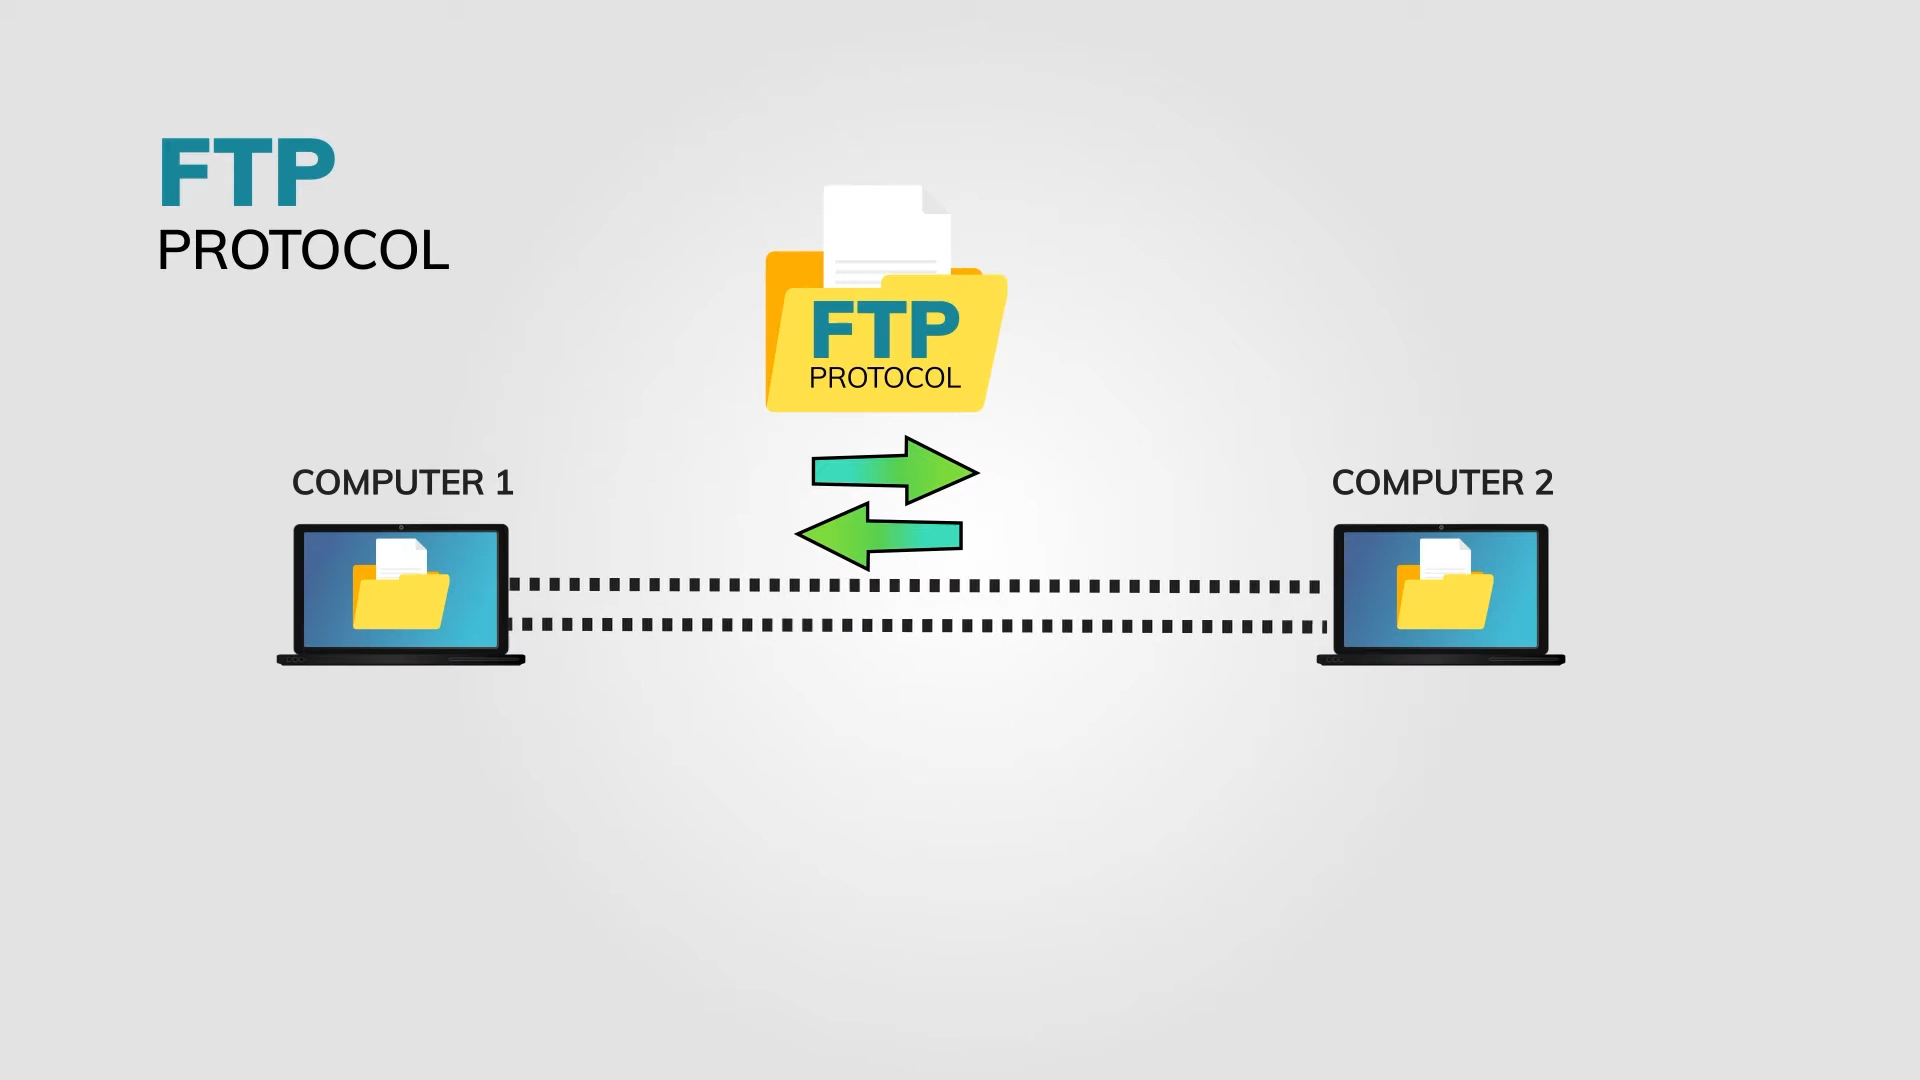 FTP
PROTOCOL
FTP
PROTOCOL
COMPUTER 1
COMPUTER 2